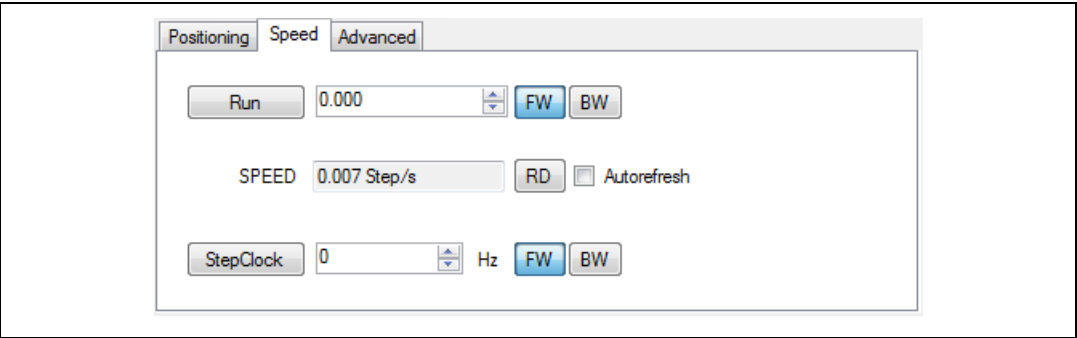 Positioning Speed Advanced
Run 0.000 FW BW
SPEED 0.007 Step/s RD Autorefresh
StepClock 0 Hz FW BW